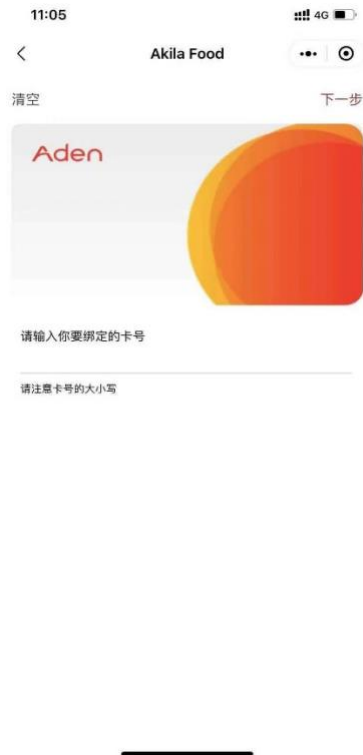 11:05
4G
Akila Food
清空
下一步
Aden
请输入你要绑定的卡号
请注意卡号的大小写